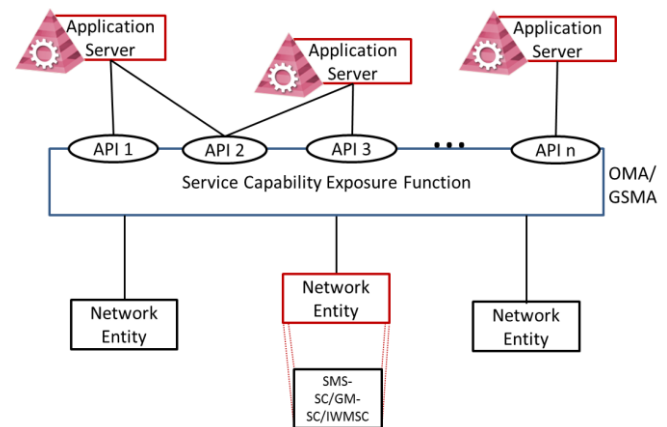 Application
Server
Application
Server
Application
Server
API 1
API 2
API 3
...
API n
Service Capability Exposure Function
OMA/
GSMA
Network
Entity
Network
Entity
Network
Entity
SMS-
SC/GM-
SC/IWMSC